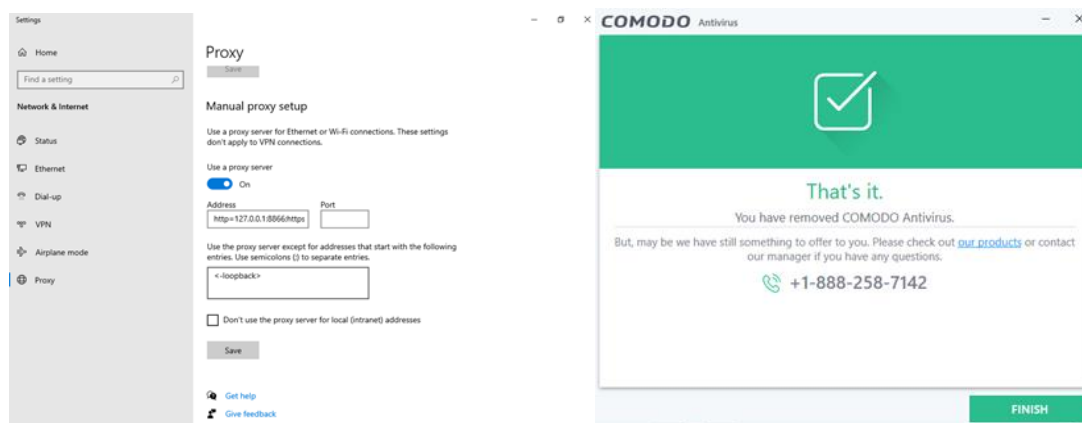 Settings
Home
Find a setting
Network & Internet
Status
Ethernet
Dial-up
VPN
Airplane mode
Proxy
Proxy
Save
Manual proxy setup
Use a proxy server for Ethernet or Wi-Fi connections. These settings
don't apply to VPN connections.
Use a proxy server
On
Address
Port
http=127.0.0.1:8866;https
Use the proxy server except for addresses that start with the following
entries. Use semicolons (;) to separate entries.
<-loopback>
Don't use the proxy server for local (intranet) addresses
Save
Get help
Give feedback
COMODO Antivirus
That's it.
You have removed COMODO Antivirus.
But, may be we have still something to offer to you. Please check out our products or contact
our manager if you have any questions.
+1-888-258-7142
FINISH